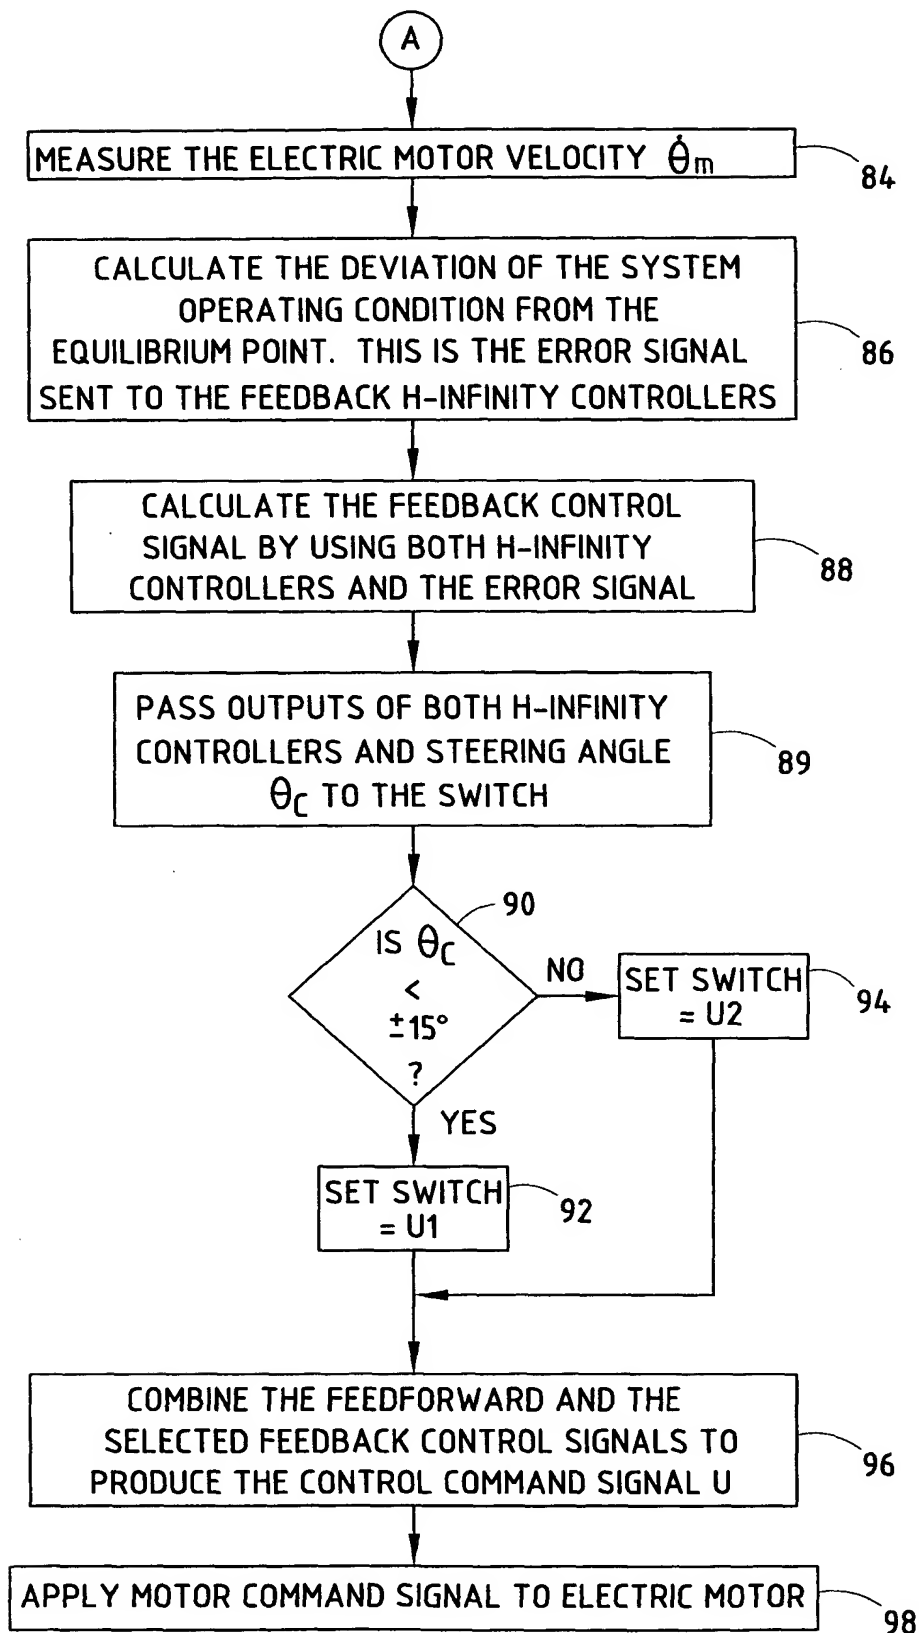 A
MEASURE THE ELECTRIC MOTOR VELOCITY θ̇m
84
CALCULATE THE DEVIATION OF THE SYSTEM
OPERATING CONDITION FROM THE
EQUILIBRIUM POINT. THIS IS THE ERROR SIGNAL
SENT TO THE FEEDBACK H-INFINITY CONTROLLERS
86
CALCULATE THE FEEDBACK CONTROL
SIGNAL BY USING BOTH H-INFINITY
CONTROLLERS AND THE ERROR SIGNAL
88
PASS OUTPUTS OF BOTH H-INFINITY
CONTROLLERS AND STEERING ANGLE
θC TO THE SWITCH
89
90
IS θC
<
±15°
?
NO
SET SWITCH
= U2
94
YES
SET SWITCH
= U1
92
COMBINE THE FEEDFORWARD AND THE
SELECTED FEEDBACK CONTROL SIGNALS TO
PRODUCE THE CONTROL COMMAND SIGNAL U
96
APPLY MOTOR COMMAND SIGNAL TO ELECTRIC MOTOR
98